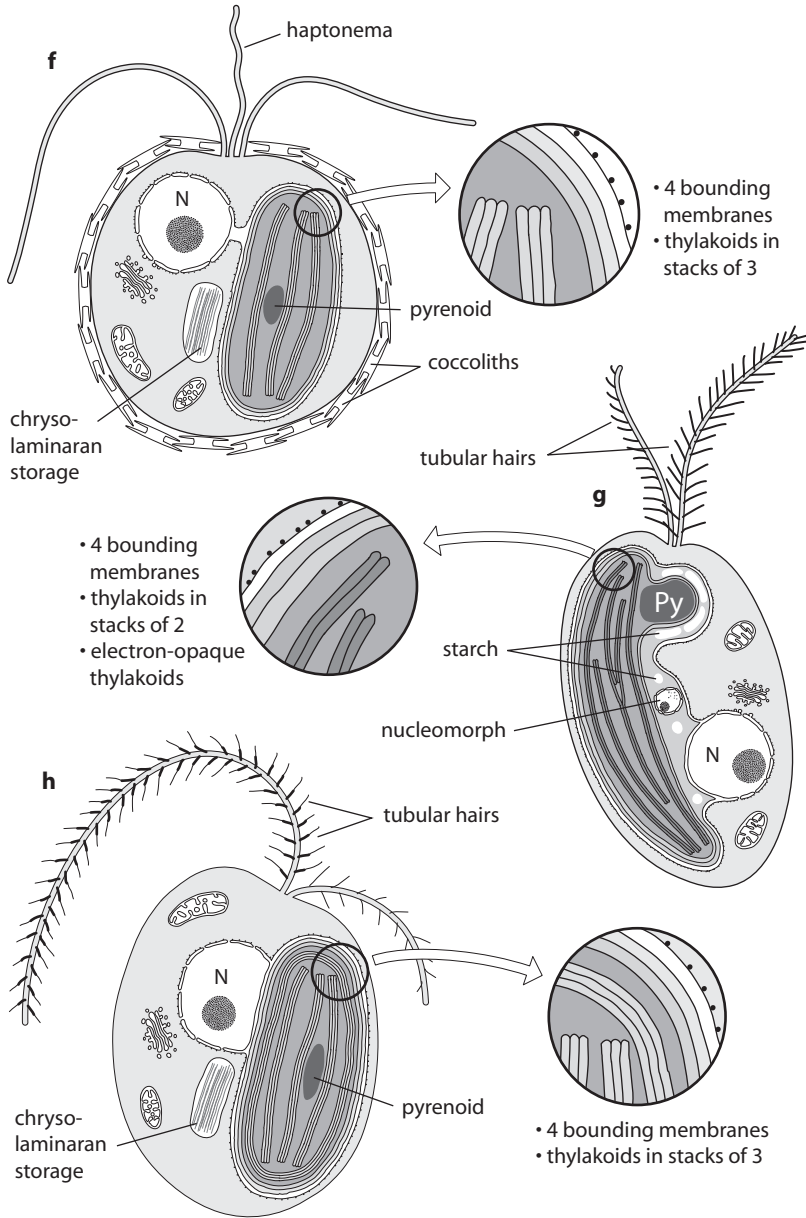 f
haptonema
N
• 4 bounding
membranes
• thylakoids in
stacks of 3
pyrenoid
coccoliths
chryso-
laminaran
storage
tubular hairs
g
• 4 bounding
membranes
• thylakoids in
stacks of 2
• electron-opaque
thylakoids
Py
starch
nucleomorph
N
h
tubular hairs
N
pyrenoid
chryso-
laminaran
storage
• 4 bounding membranes
• thylakoids in stacks of 3